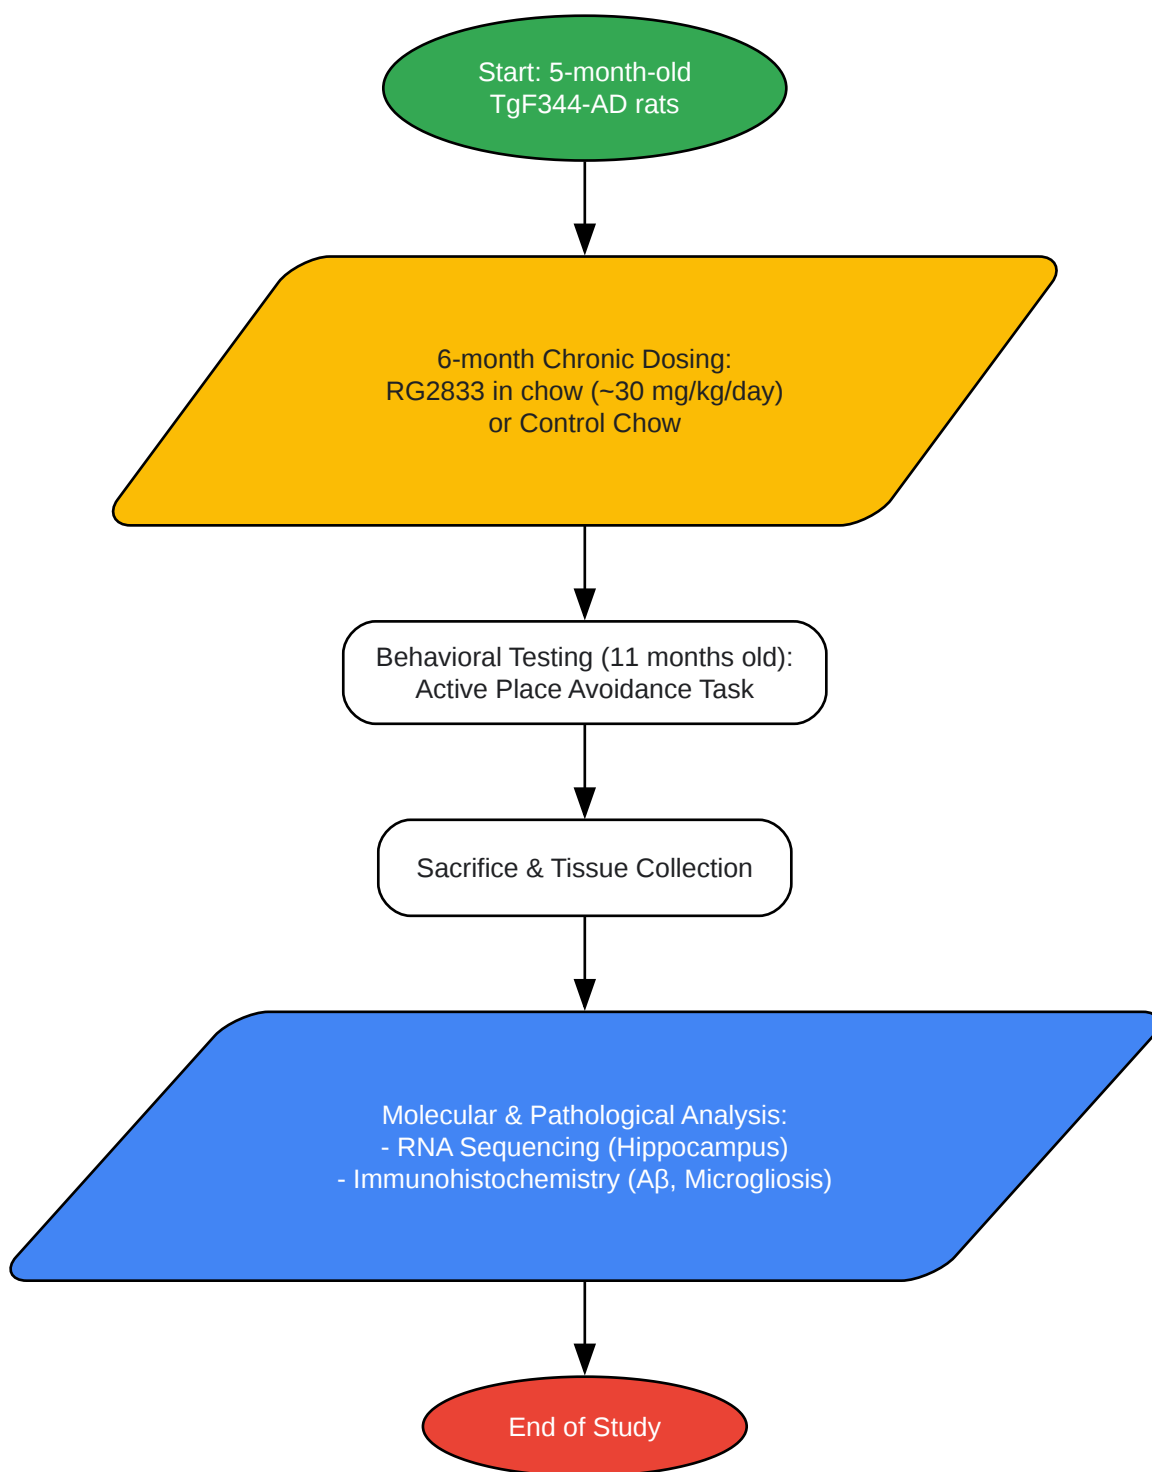 Start: 5-month-old
TgF344-AD rats
6-month Chronic Dosing:
RG2833 in chow (~30 mg/kg/day)
or Control Chow
Behavioral Testing (11 months old):
Active Place Avoidance Task
Sacrifice & Tissue Collection
Molecular & Pathological Analysis:
- RNA Sequencing (Hippocampus)
- Immunohistochemistry (Aβ, Microgliosis)
End of Study